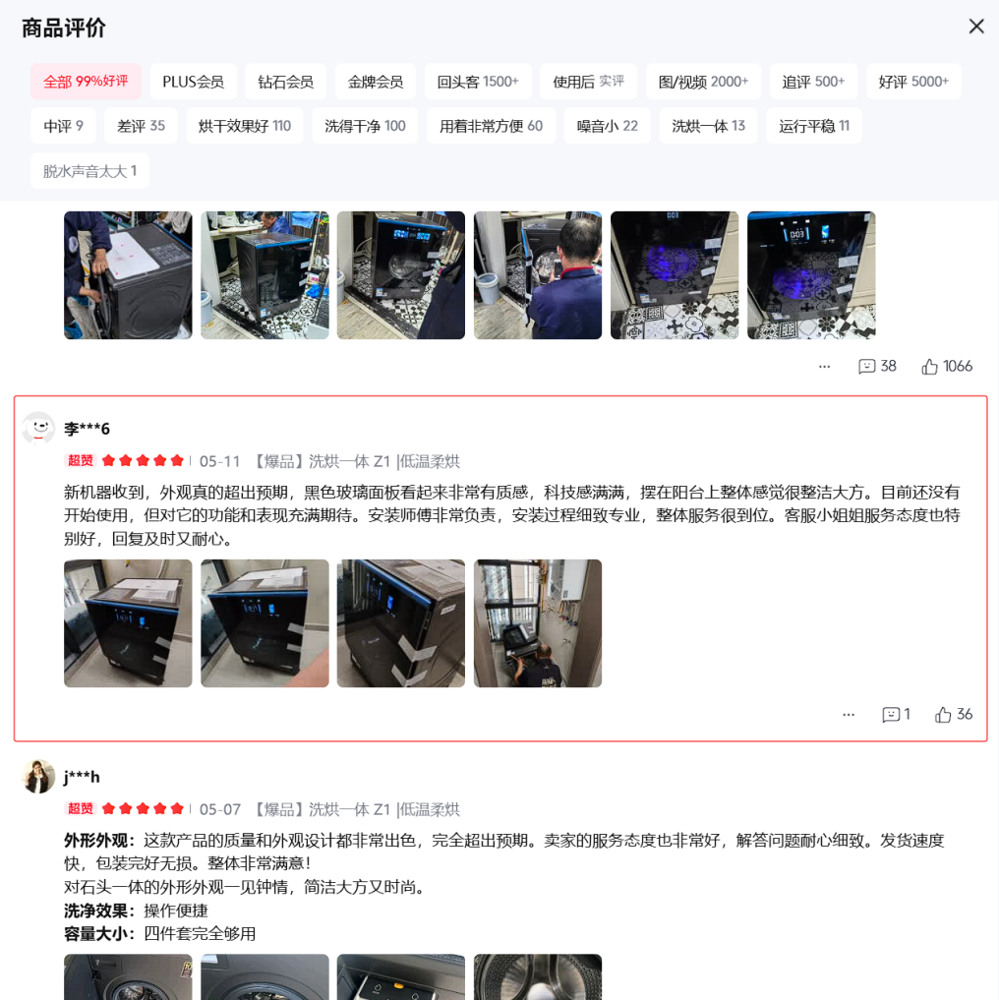 商品评价
全部 99%好评 PLUS会员 钻石会员 金牌会员 回头客 1500+ 使用后 实评 图/视频 2000+ 追评 500+ 好评 5000+
中评 9 差评 35 烘干效果好 110 洗得干净 100 用着非常方便 60 噪音小 22 洗烘一体 13 运行平稳 11
脱水声音太大 1
38 1066
李***6
超赞 05-11 【爆品】洗烘一体 Z1 |低温柔烘
新机器收到，外观真的超出预期，黑色玻璃面板看起来非常有质感，科技感满满，摆在阳台上整体感觉很整洁大方。目前还没有
开始使用，但对它的功能和表现充满期待。安装师傅非常负责，安装过程细致专业，整体服务很到位。客服小姐姐服务态度也特
别好，回复及时又耐心。
1 36
j***h
超赞 05-07 【爆品】洗烘一体 Z1 |低温柔烘
外形外观：这款产品的质量和外观设计都非常出色，完全超出预期。卖家的服务态度也非常好，解答问题耐心细致。发货速度
快，包装完好无损。整体非常满意！
对石头一体的外形外观一见钟情，简洁大方又时尚。
洗净效果：操作便捷
容量大小：四件套完全够用